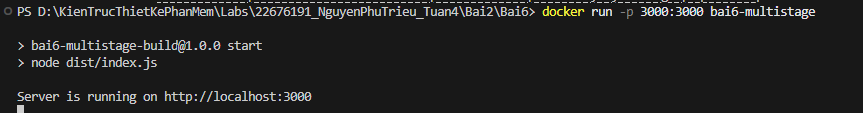 PS D:\KienTrucThietKePhanMem\Labs\22676191_NguyenPhuTrieu_Tuan4\Bai2\Bai6> docker run -p 3000:3000 bai6-multistage
> bai6-multistage-build@1.0.0 start
> node dist/index.js
Server is running on http://localhost:3000